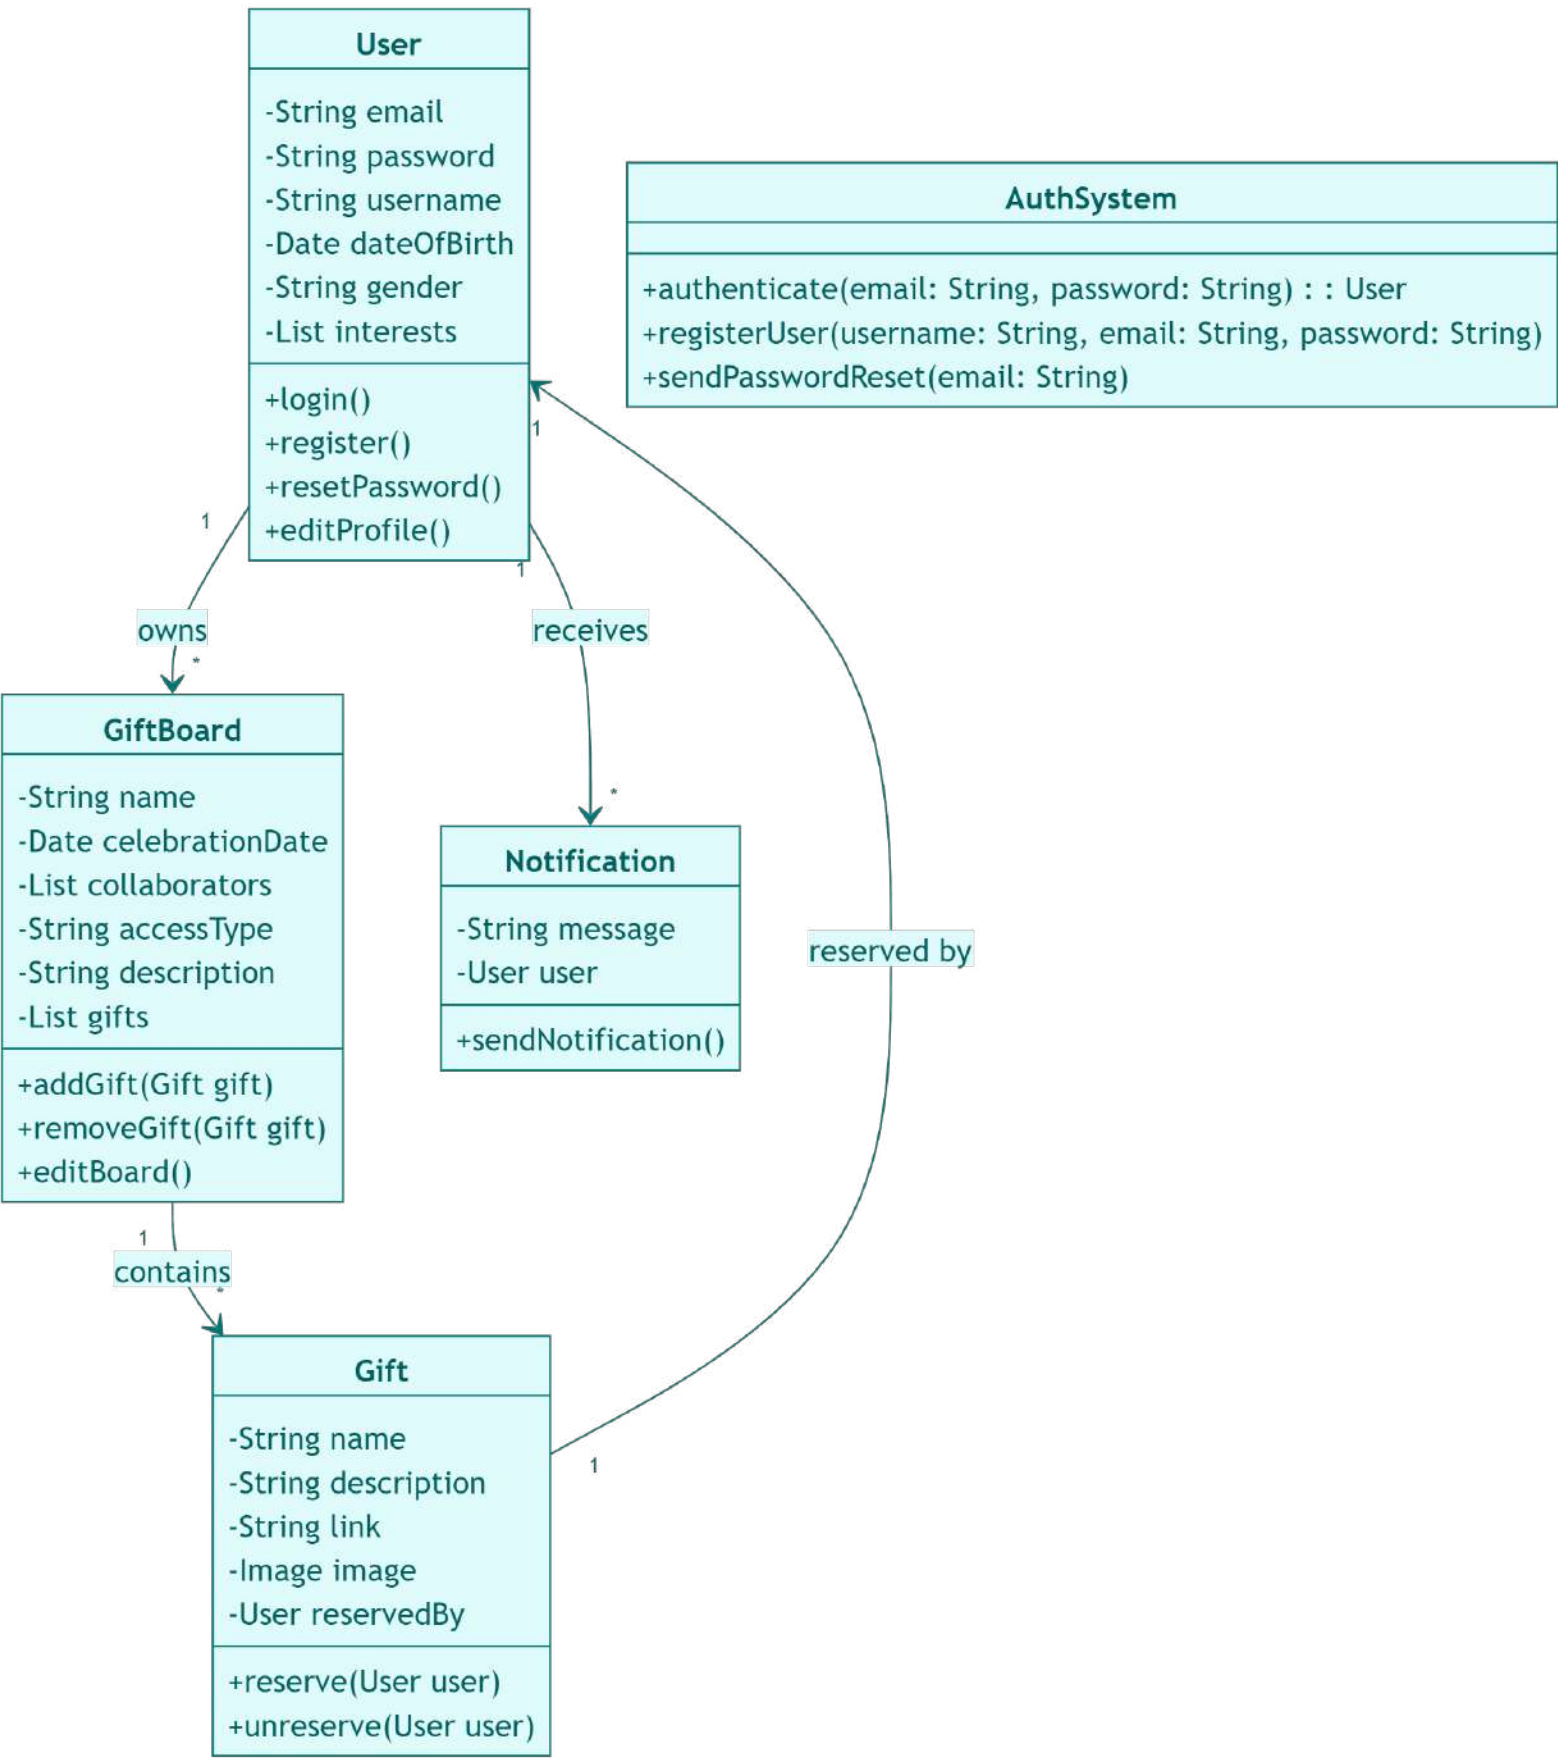 User
-String email
-String password
-String username
-Date dateOfBirth
-String gender
-List interests
+login()
+register()
+resetPassword()
+editProfile()
AuthSystem
+authenticate(email: String, password: String) : : User
+registerUser(username: String, email: String, password: String)
+sendPasswordReset(email: String)
1
1
1
owns
*
receives
*
GiftBoard
-String name
-Date celebrationDate
-List collaborators
-String accessType
-String description
-List gifts
+addGift(Gift gift)
+removeGift(Gift gift)
+editBoard()
Notification
-String message
-User user
+sendNotification()
reserved by
1
contains
*
Gift
-String name
-String description
-String link
-Image image
-User reservedBy
+reserve(User user)
+unreserve(User user)
1